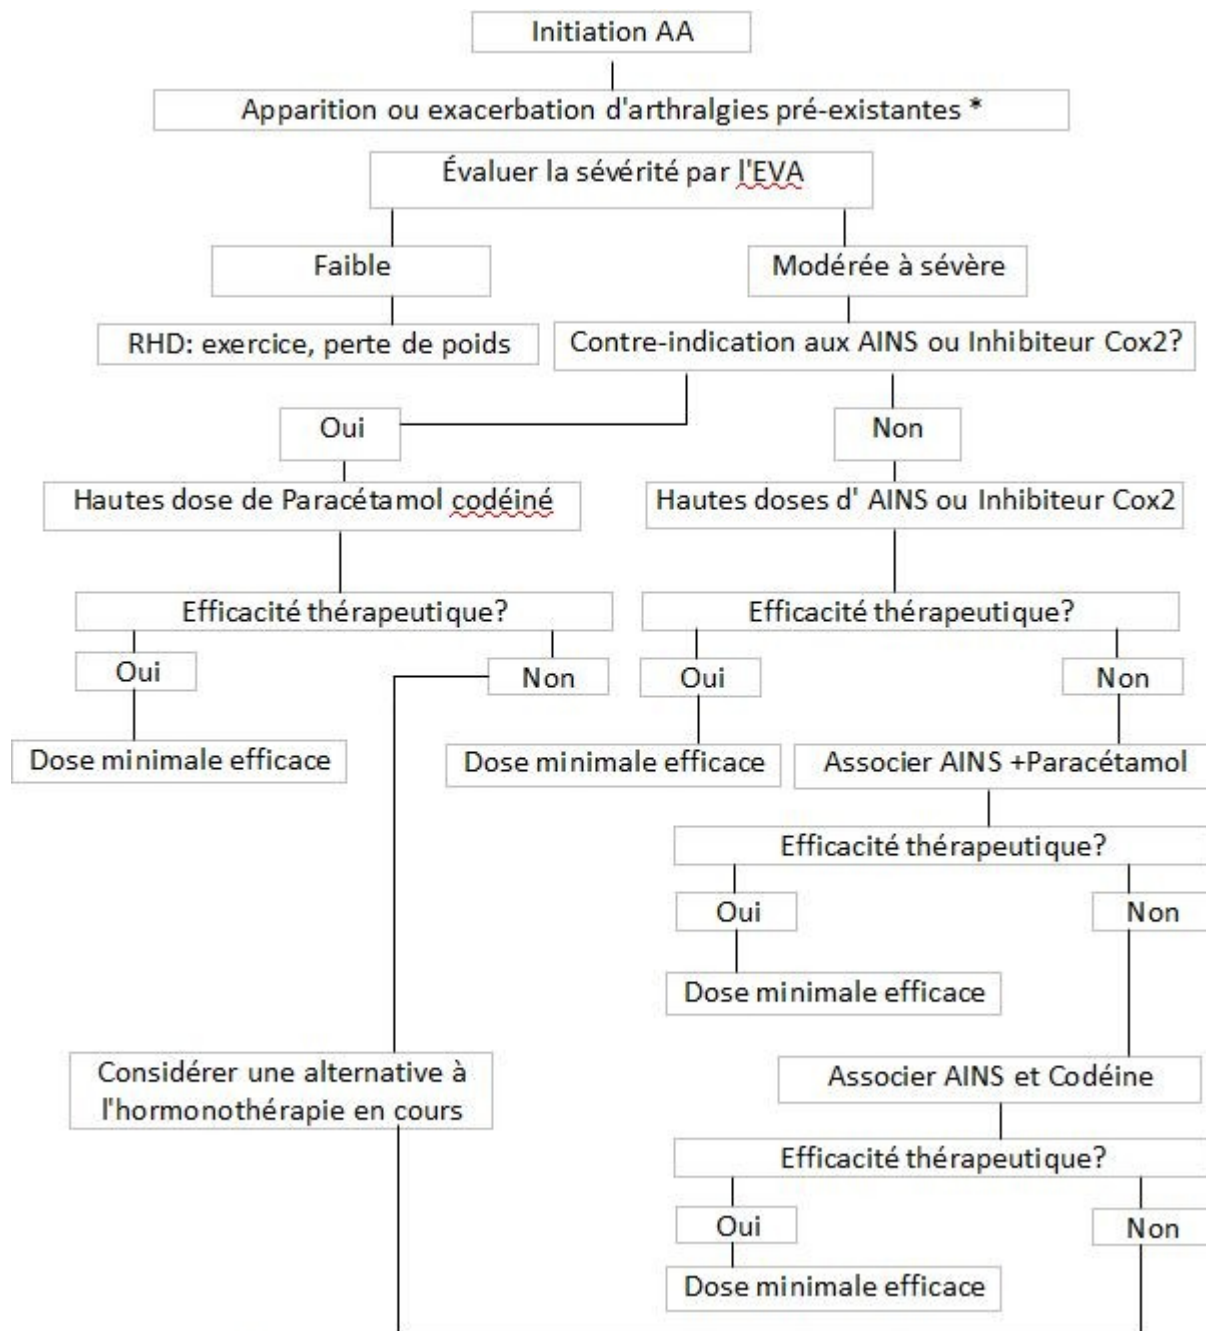 Initiation AA
Apparition ou exacerbation d'arthralgies pré-existantes *
Évaluer la sévérité par l'EVA
Faible
Modérée à sévère
RHD: exercice, perte de poids
Contre-indication aux AINS ou Inhibiteur Cox2?
Oui
Non
Hautes dose de Paracétamol codéiné
Hautes doses d' AINS ou Inhibiteur Cox2
Efficacité thérapeutique?
Efficacité thérapeutique?
Oui
Non
Oui
Non
Dose minimale efficace
Dose minimale efficace
Associer AINS +Paracétamol
Efficacité thérapeutique?
Oui
Non
Dose minimale efficace
Considérer une alternative à
l'hormonothérapie en cours
Associer AINS et Codéine
Efficacité thérapeutique?
Oui
Non
Dose minimale efficace